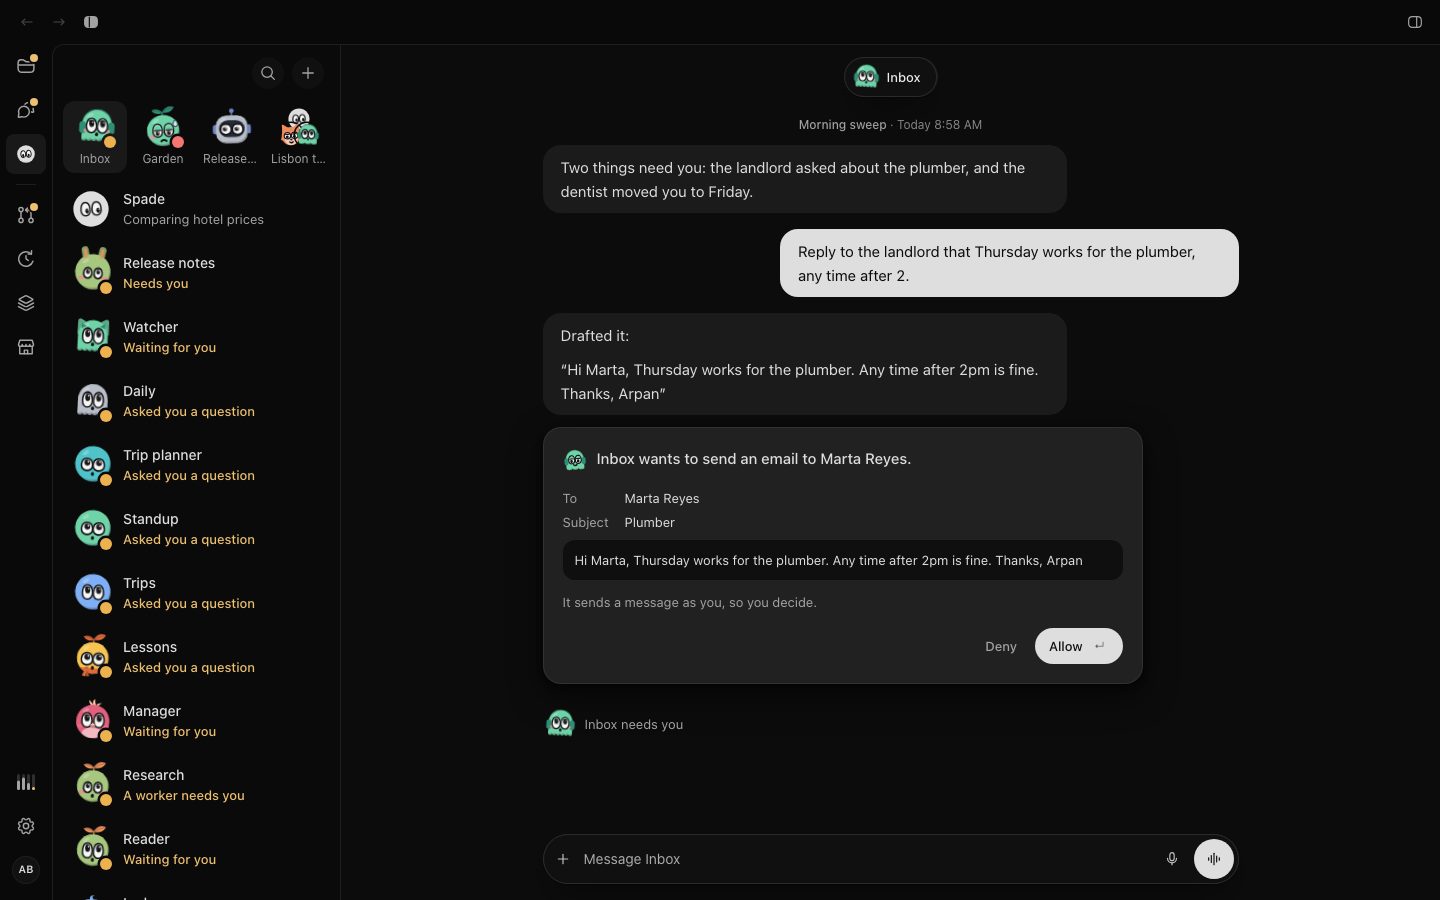 Inbox
Garden
Release...
Lisbon t...
Spade
Comparing hotel prices
Release notes
Needs you
Watcher
Waiting for you
Daily
Asked you a question
Trip planner
Asked you a question
Standup
Asked you a question
Trips
Asked you a question
Lessons
Asked you a question
Manager
Waiting for you
Research
A worker needs you
Reader
Waiting for you
AB
Inbox
Morning sweep · Today 8:58 AM
Two things need you: the landlord asked about the plumber, and the
dentist moved you to Friday.
Reply to the landlord that Thursday works for the plumber,
any time after 2.
Drafted it:
“Hi Marta, Thursday works for the plumber. Any time after 2pm is fine.
Thanks, Arpan”
Inbox wants to send an email to Marta Reyes.
To Marta Reyes
Subject Plumber
Hi Marta, Thursday works for the plumber. Any time after 2pm is fine. Thanks, Arpan
It sends a message as you, so you decide.
Deny
Allow
Inbox needs you
Message Inbox